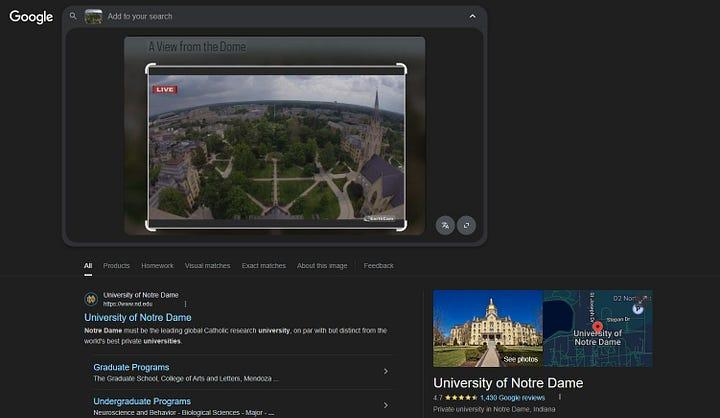 Google
Add to your search
A View from the Dome
LIVE
EarthCam
All Products Homework Visual matches Exact matches About this image Feedback
University of Notre Dame
https://www.nd.edu
University of Notre Dame
Notre Dame must be the leading global Catholic research university, on par with but distinct from the
world's best private universities.
Graduate Programs
The Graduate School, College of Arts and Letters, Mendoza ...
Undergraduate Programs
Neuroscience and Behavior - Biological Sciences - Major - ...
See photos
St Joseph Dr
Stepan Dr
University of
Notre Dame
University of Notre Dame
4.7 1,430 Google reviews
Private university in Notre Dame, Indiana